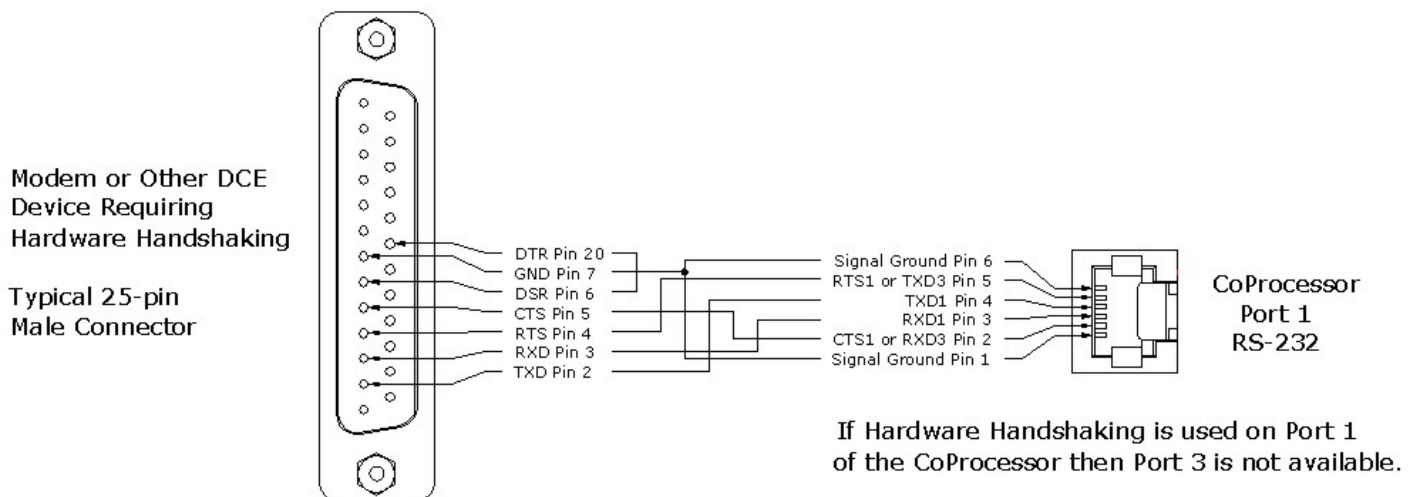 Modem or Other DCE
Device Requiring
Hardware Handshaking
Typical 25-pin
Male Connector
DTR Pin 20
GND Pin 7
DSR Pin 6
CTS Pin 5
RTS Pin 4
RXD Pin 3
TXD Pin 2
Signal Ground Pin 6
RTS1 or TXD3 Pin 5
TXD1 Pin 4
RXD1 Pin 3
CTS1 or RXD3 Pin 2
Signal Ground Pin 1
CoProcessor
Port 1
RS-232
If Hardware Handshaking is used on Port 1
of the CoProcessor then Port 3 is not available.